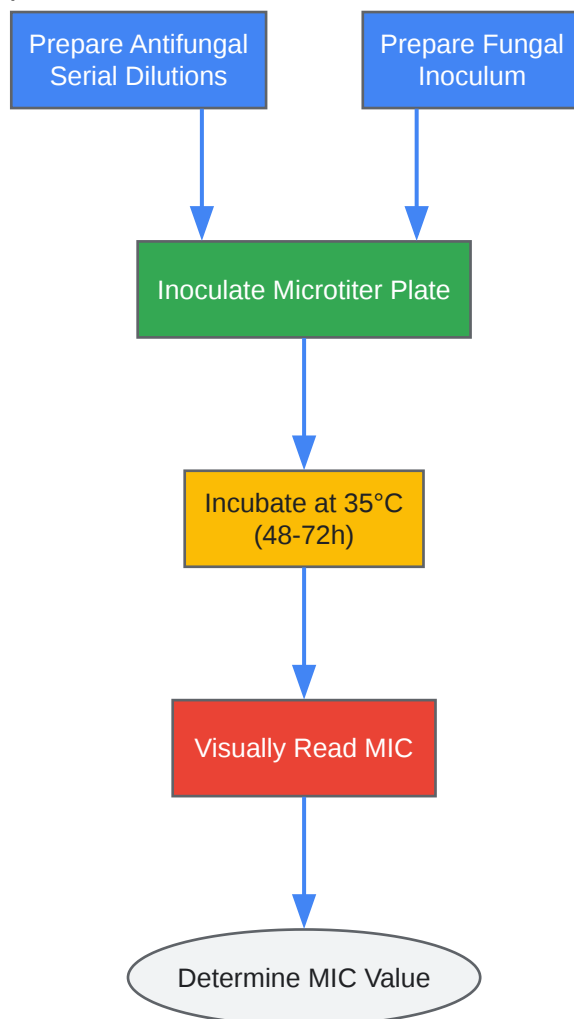 Prepare Antifungal
Serial Dilutions
Prepare Fungal
Inoculum
Inoculate Microtiter Plate
Incubate at 35°C
(48-72h)
Visually Read MIC
Determine MIC Value